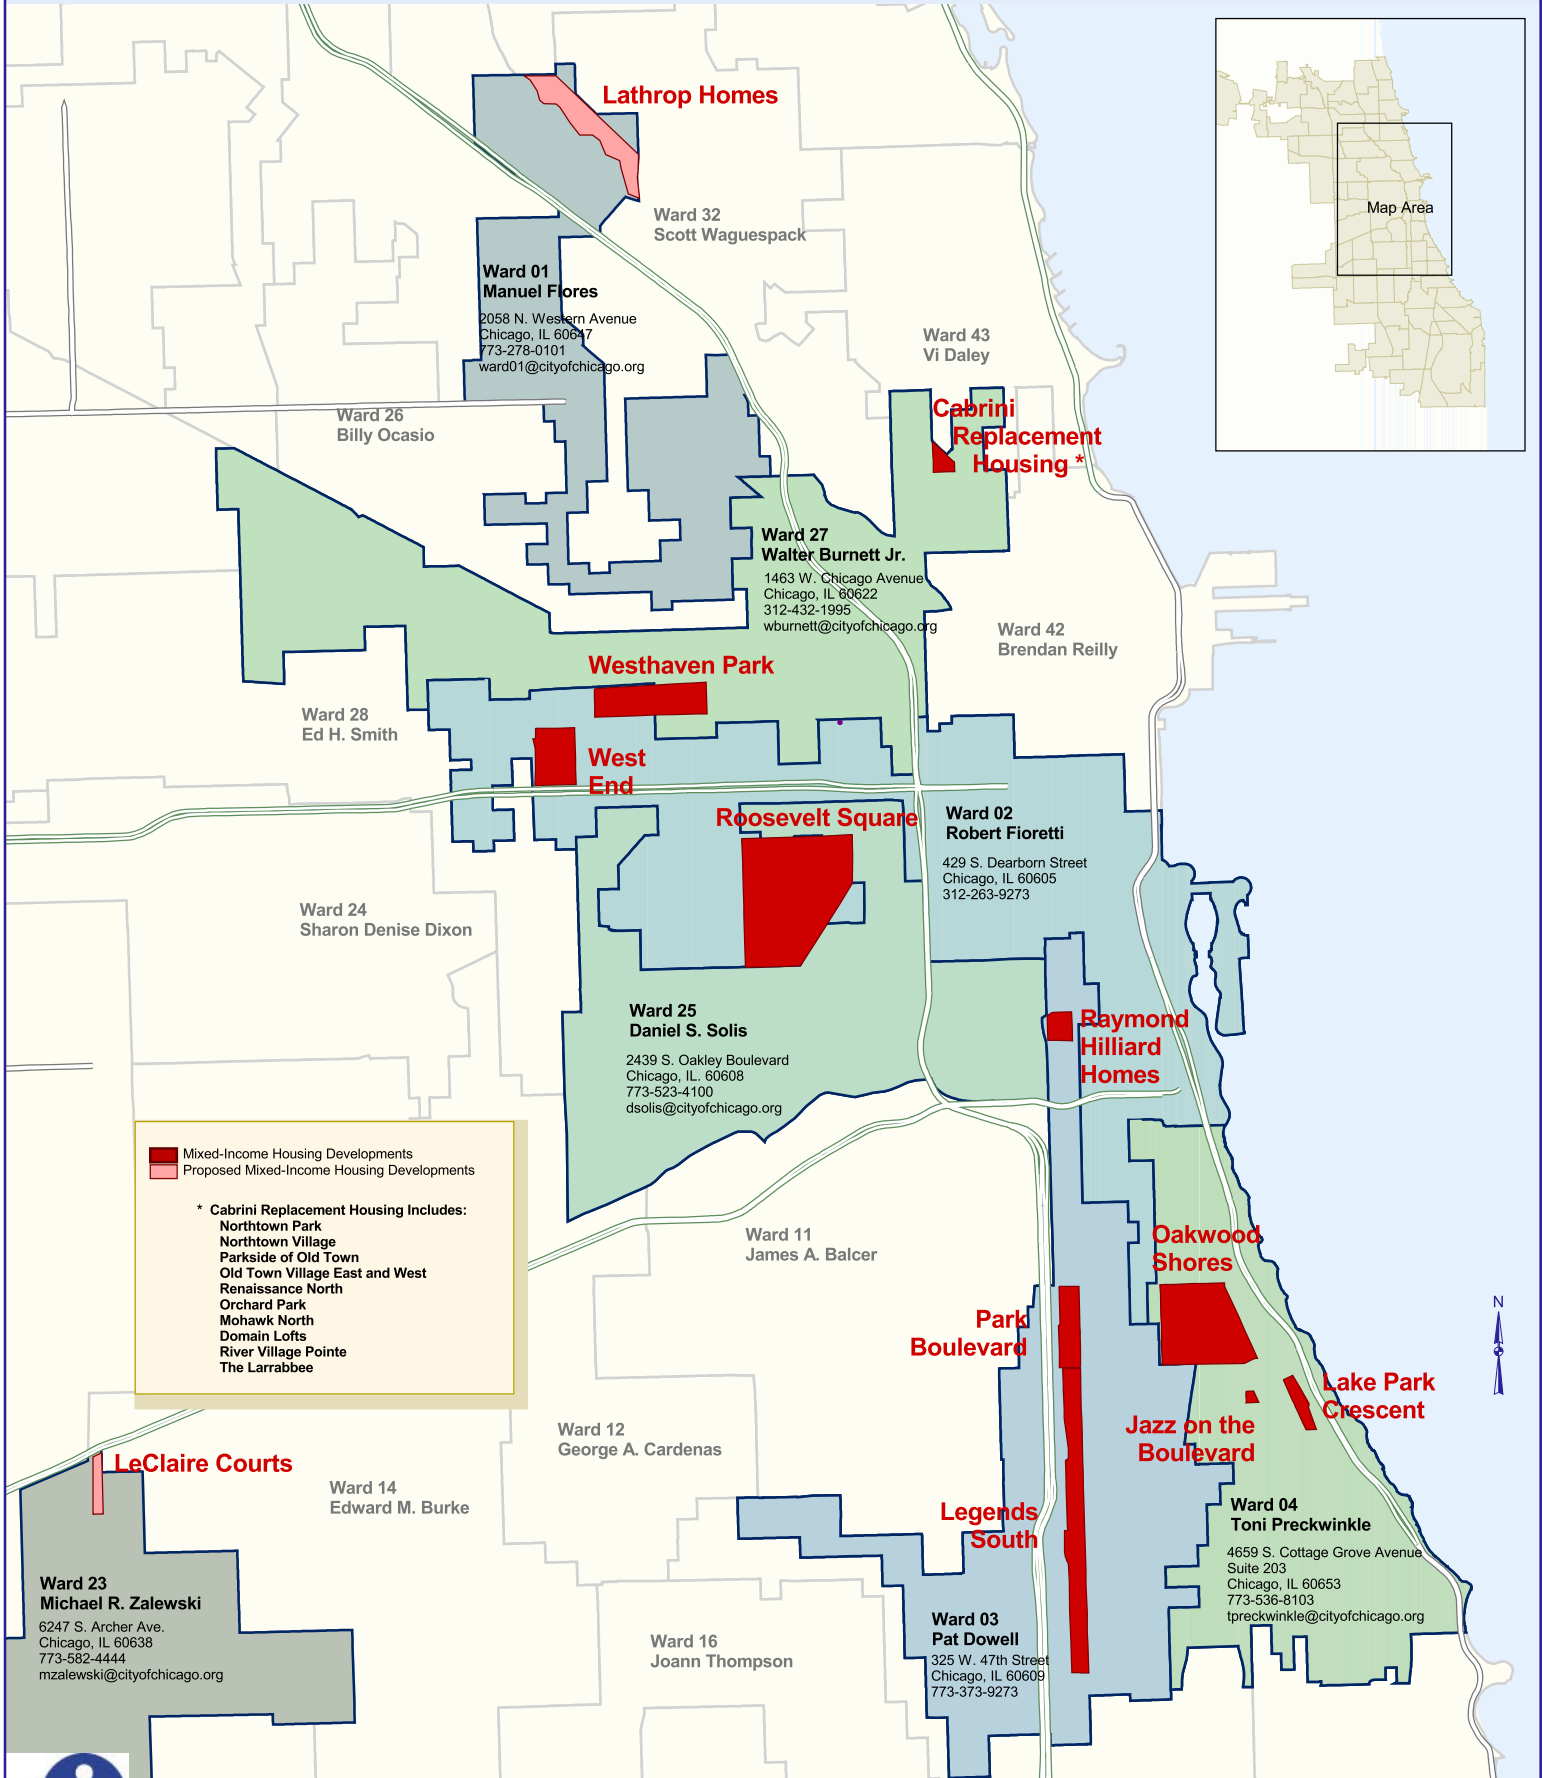 Lathrop Homes
Map Area
Ward 32
Scott Waguespack
Ward 01
Manuel Flores
2058 N. Western Avenue
Chicago, IL 60647
773-278-0101
ward01@cityofchicago.org
Ward 43
Vi Daley
Ward 26
Billy Ocasio
Cabrini
Replacement
Housing *
Ward 27
Walter Burnett Jr.
1463 W. Chicago Avenue
Chicago, IL 60622
312-432-1995
wburnett@cityofchicago.org
Ward 42
Brendan Reilly
Westhaven Park
Ward 28
Ed H. Smith
West
End
Roosevelt Square
Ward 02
Robert Fioretti
429 S. Dearborn Street
Chicago, IL 60605
312-263-9273
Ward 24
Sharon Denise Dixon
Ward 25
Daniel S. Solis
2439 S. Oakley Boulevard
Chicago, IL. 60608
773-523-4100
dsolis@cityofchicago.org
Raymond
Hilliard
Homes
Mixed-Income Housing Developments
Proposed Mixed-Income Housing Developments
* Cabrini Replacement Housing Includes:
Northtown Park
Northtown Village
Parkside of Old Town
Old Town Village East and West
Renaissance North
Orchard Park
Mohawk North
Domain Lofts
River Village Pointe
The Larrabbee
Ward 11
James A. Balcer
Oakwood
Shores
Park
Boulevard
N
Lake Park
Crescent
Jazz on the
Boulevard
Ward 12
George A. Cardenas
LeClaire Courts
Ward 14
Edward M. Burke
Legends
South
Ward 04
Toni Preckwinkle
4659 S. Cottage Grove Avenue
Suite 203
Chicago, IL 60653
773-536-8103
tpreckwinkle@cityofchicago.org
Ward 23
Michael R. Zalewski
6247 S. Archer Ave.
Chicago, IL 60638
773-582-4444
mzalewski@cityofchicago.org
Ward 16
Joann Thompson
Ward 03
Pat Dowell
325 W. 47th Street
Chicago, IL 60609
773-373-9273